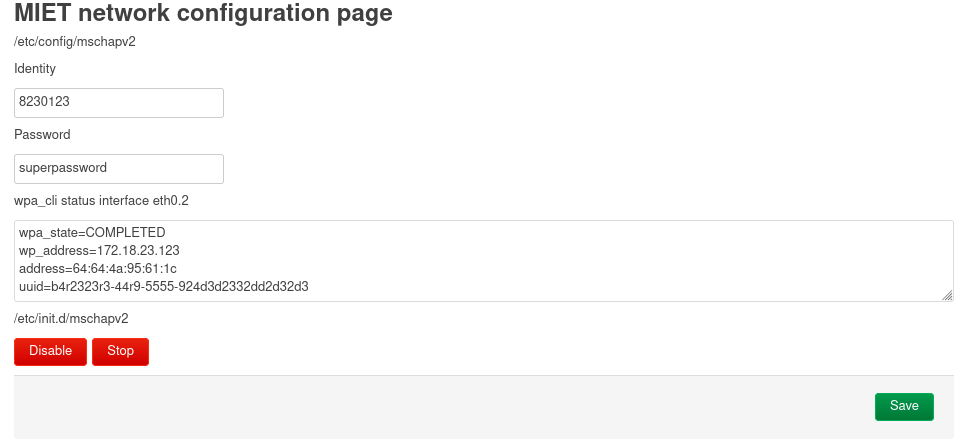 MIET network configuration page
/etc/config/mschapv2
Identity
8230123
Password
superpassword
wpa_cli status interface eth0.2
wpa_state=COMPLETED
wp_address=172.18.23.123
address=64:64:4a:95:61:1c
uuid=b4r2323r3-44r9-5555-924d3d2332dd2d32d3
/etc/init.d/mschapv2
Disable Stop
Save